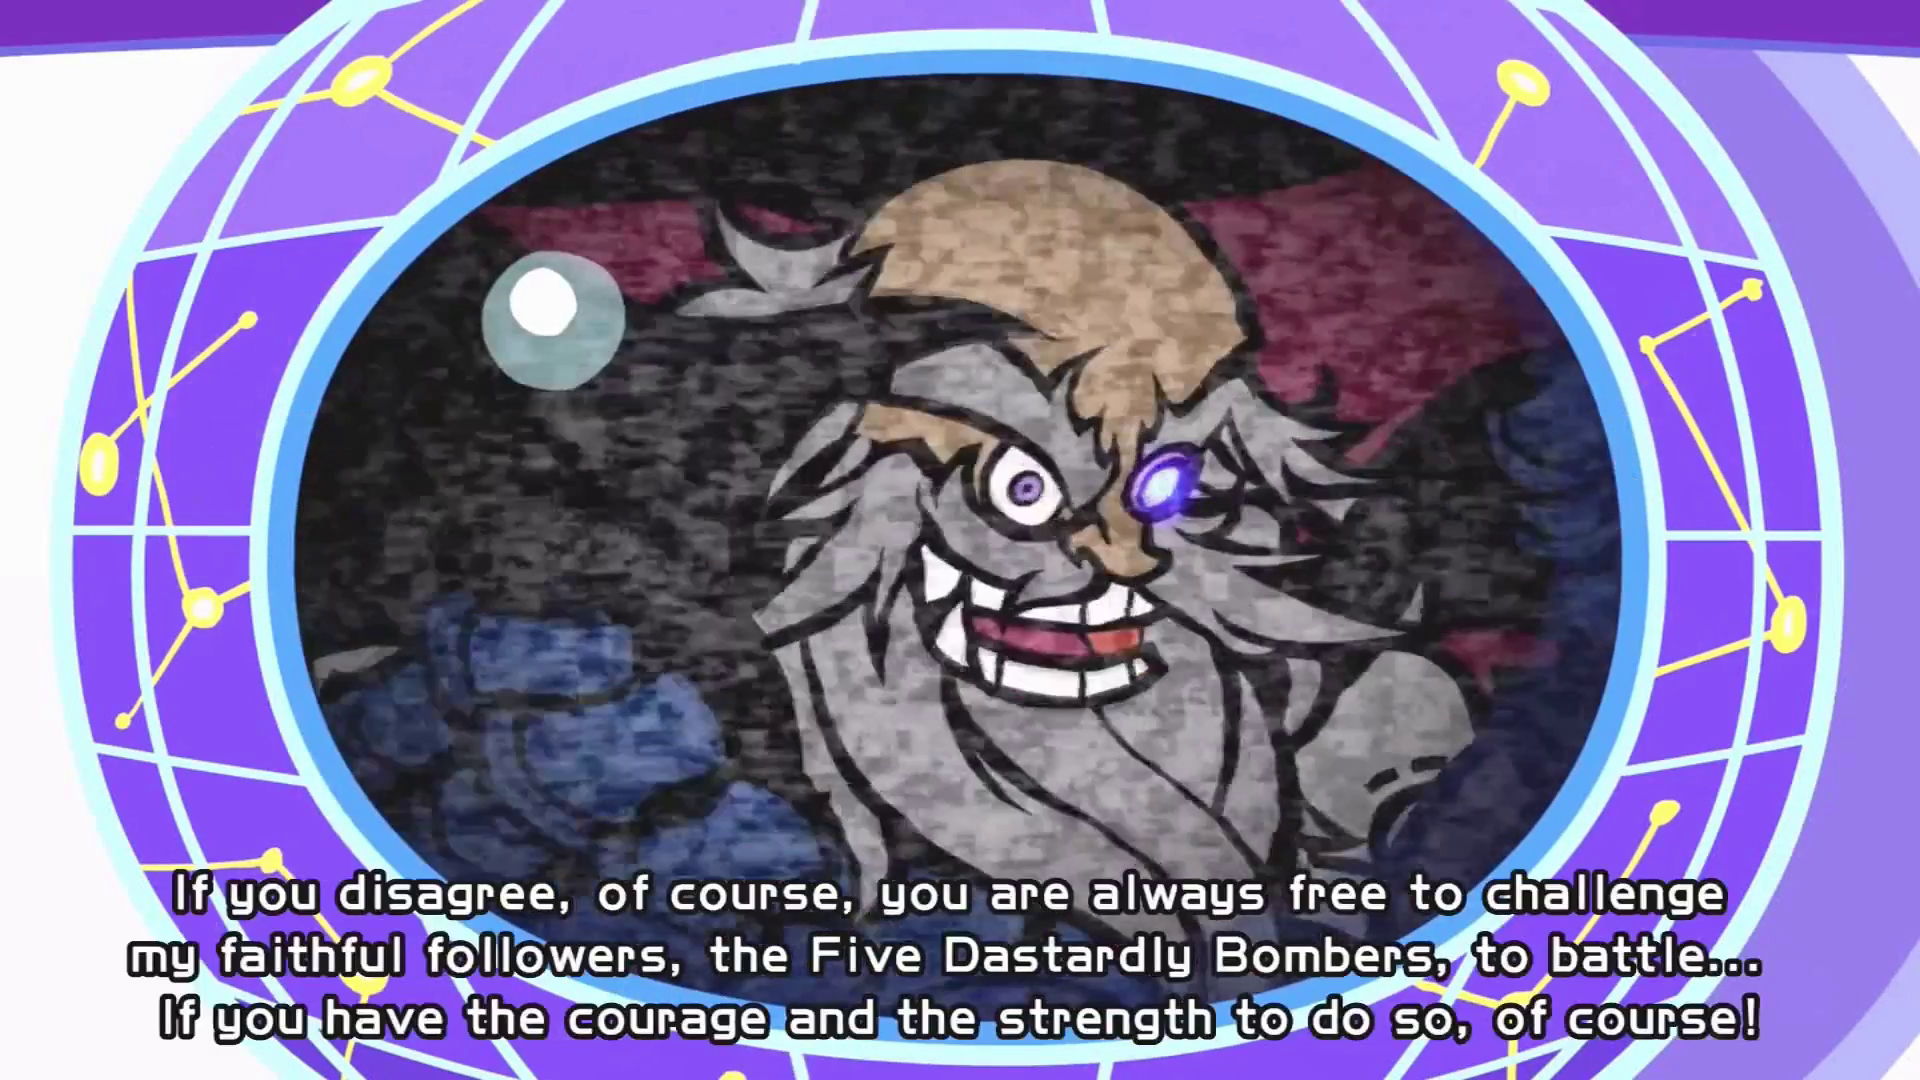 If you disagree, of course, you are always free to challenge
my faithful followers, the Five Dastardly Bombers, to battle...
If you have the courage and the strength to do so, of course!